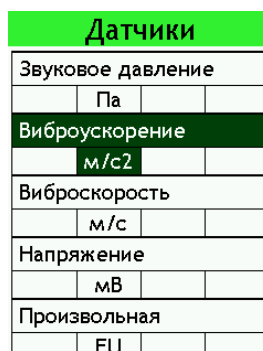 Датчики
Звуковое давление
Па
Виброускорение
м/с2
Виброскорость
м/с
Напряжение
мВ
Произвольная
EU